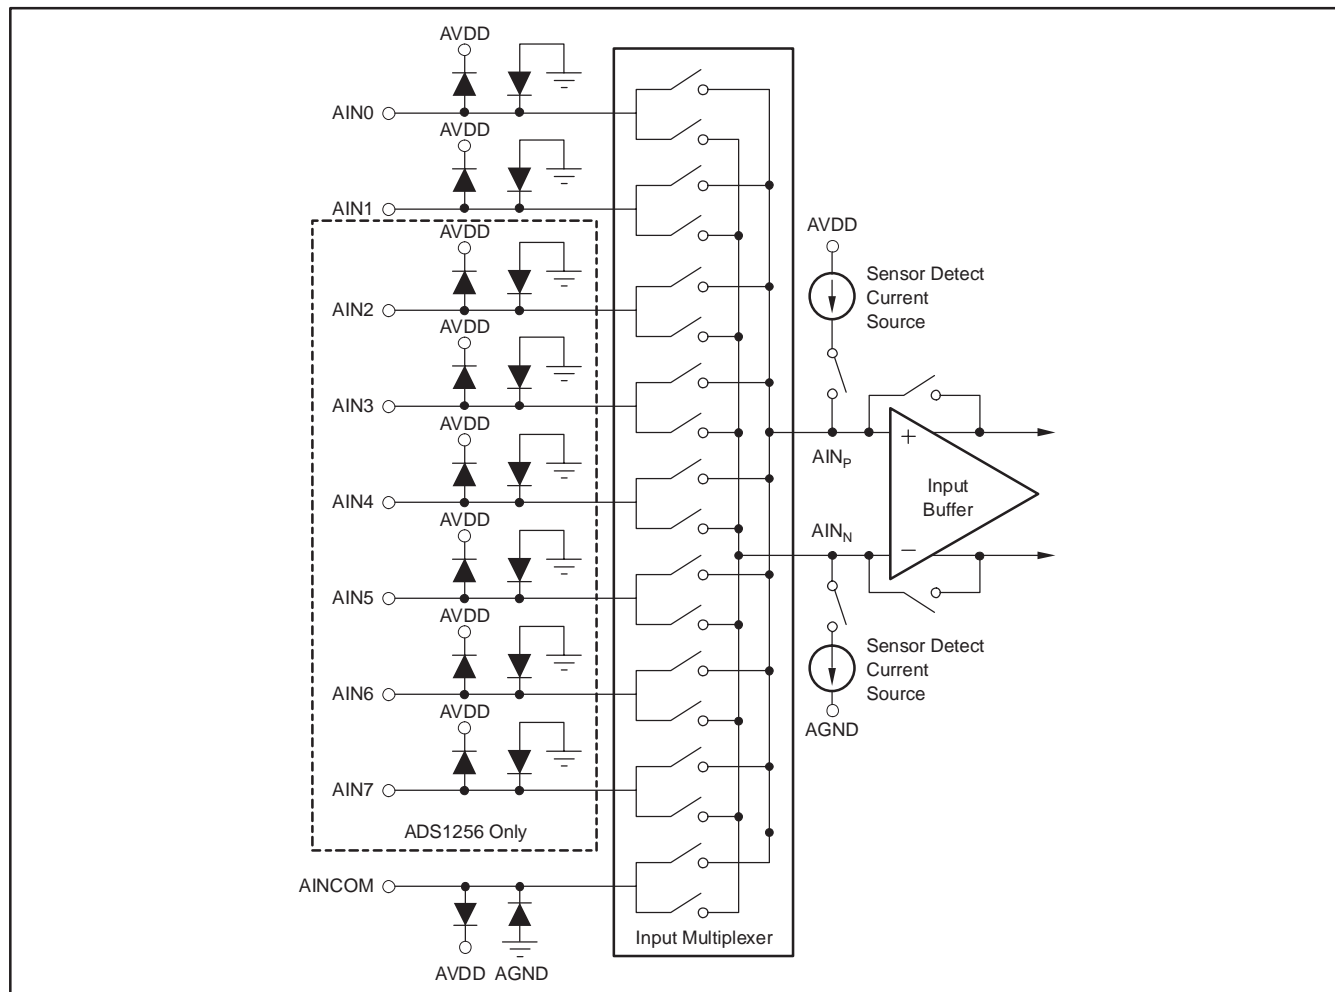 AVDD
AIN0
AVDD
AIN1
AVDD
AIN2
AVDD
AIN3
AVDD
AIN4
AVDD
AIN5
AVDD
AIN6
AVDD
AIN7
ADS1256 Only
AINCOM
AVDD AGND
Input Multiplexer
AVDD
Sensor Detect
Current
Source
AINP
+
Input
Buffer
AINN
−
Sensor Detect
Current
Source
AGND